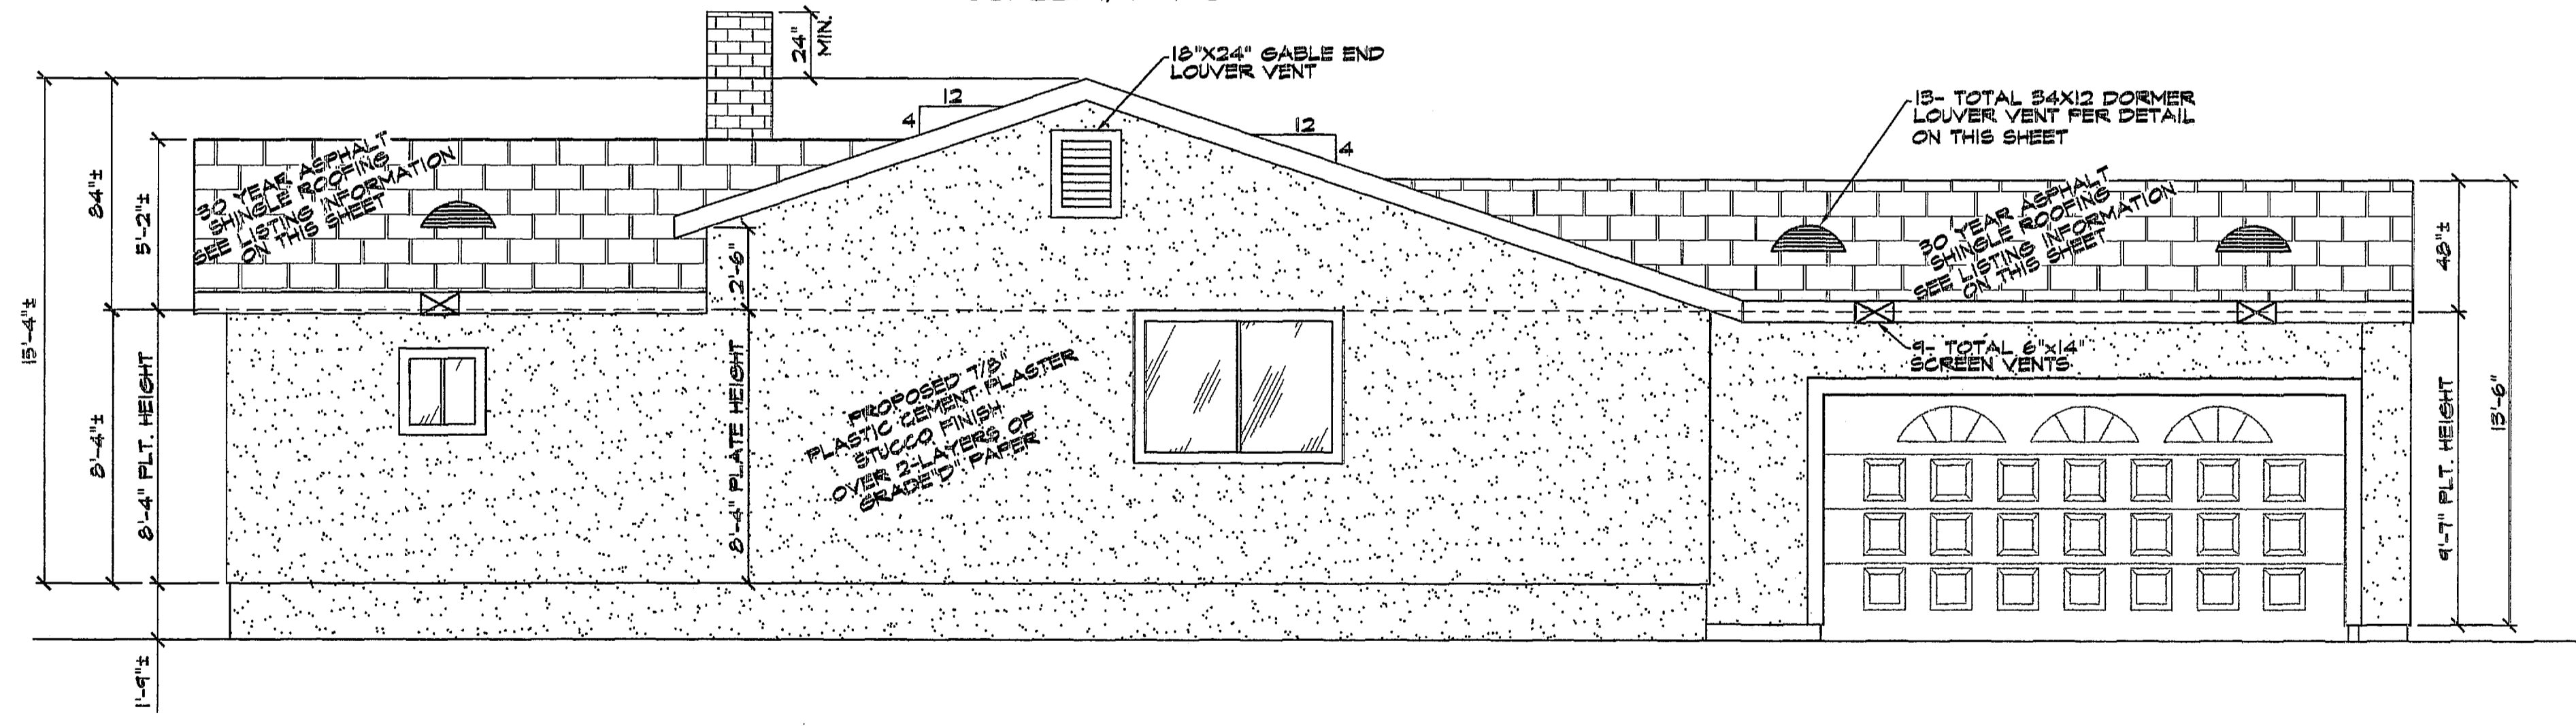 24"
MIN.
18"X24" GABLE END
LOUVER VENT
12
4
12
4
13- TOTAL 34X12 DORMER
LOUVER VENT PER DETAIL
ON THIS SHEET
30 YEAR ASPHALT
SHINGLE ROOFING
SEE LISTING INFORMATION
ON THIS SHEET
30 YEAR ASPHALT
SHINGLE ROOFING
SEE LISTING INFORMATION
ON THIS SHEET
15'-4"±
84"±
8'-4"±
5'-2"±
8'-4" PLT. HEIGHT
1'-9"±
2'-6"
8'-4" PLATE HEIGHT
PROPOSED 7/8"
PLASTIC CEMENT PLASTER
STUCCO FINISH
OVER 2-LAYERS OF
GRADE "D" PAPER
9- TOTAL 6"x14"
SCREEN VENTS
48"±
9'-7" PLT. HEIGHT
13'-6"